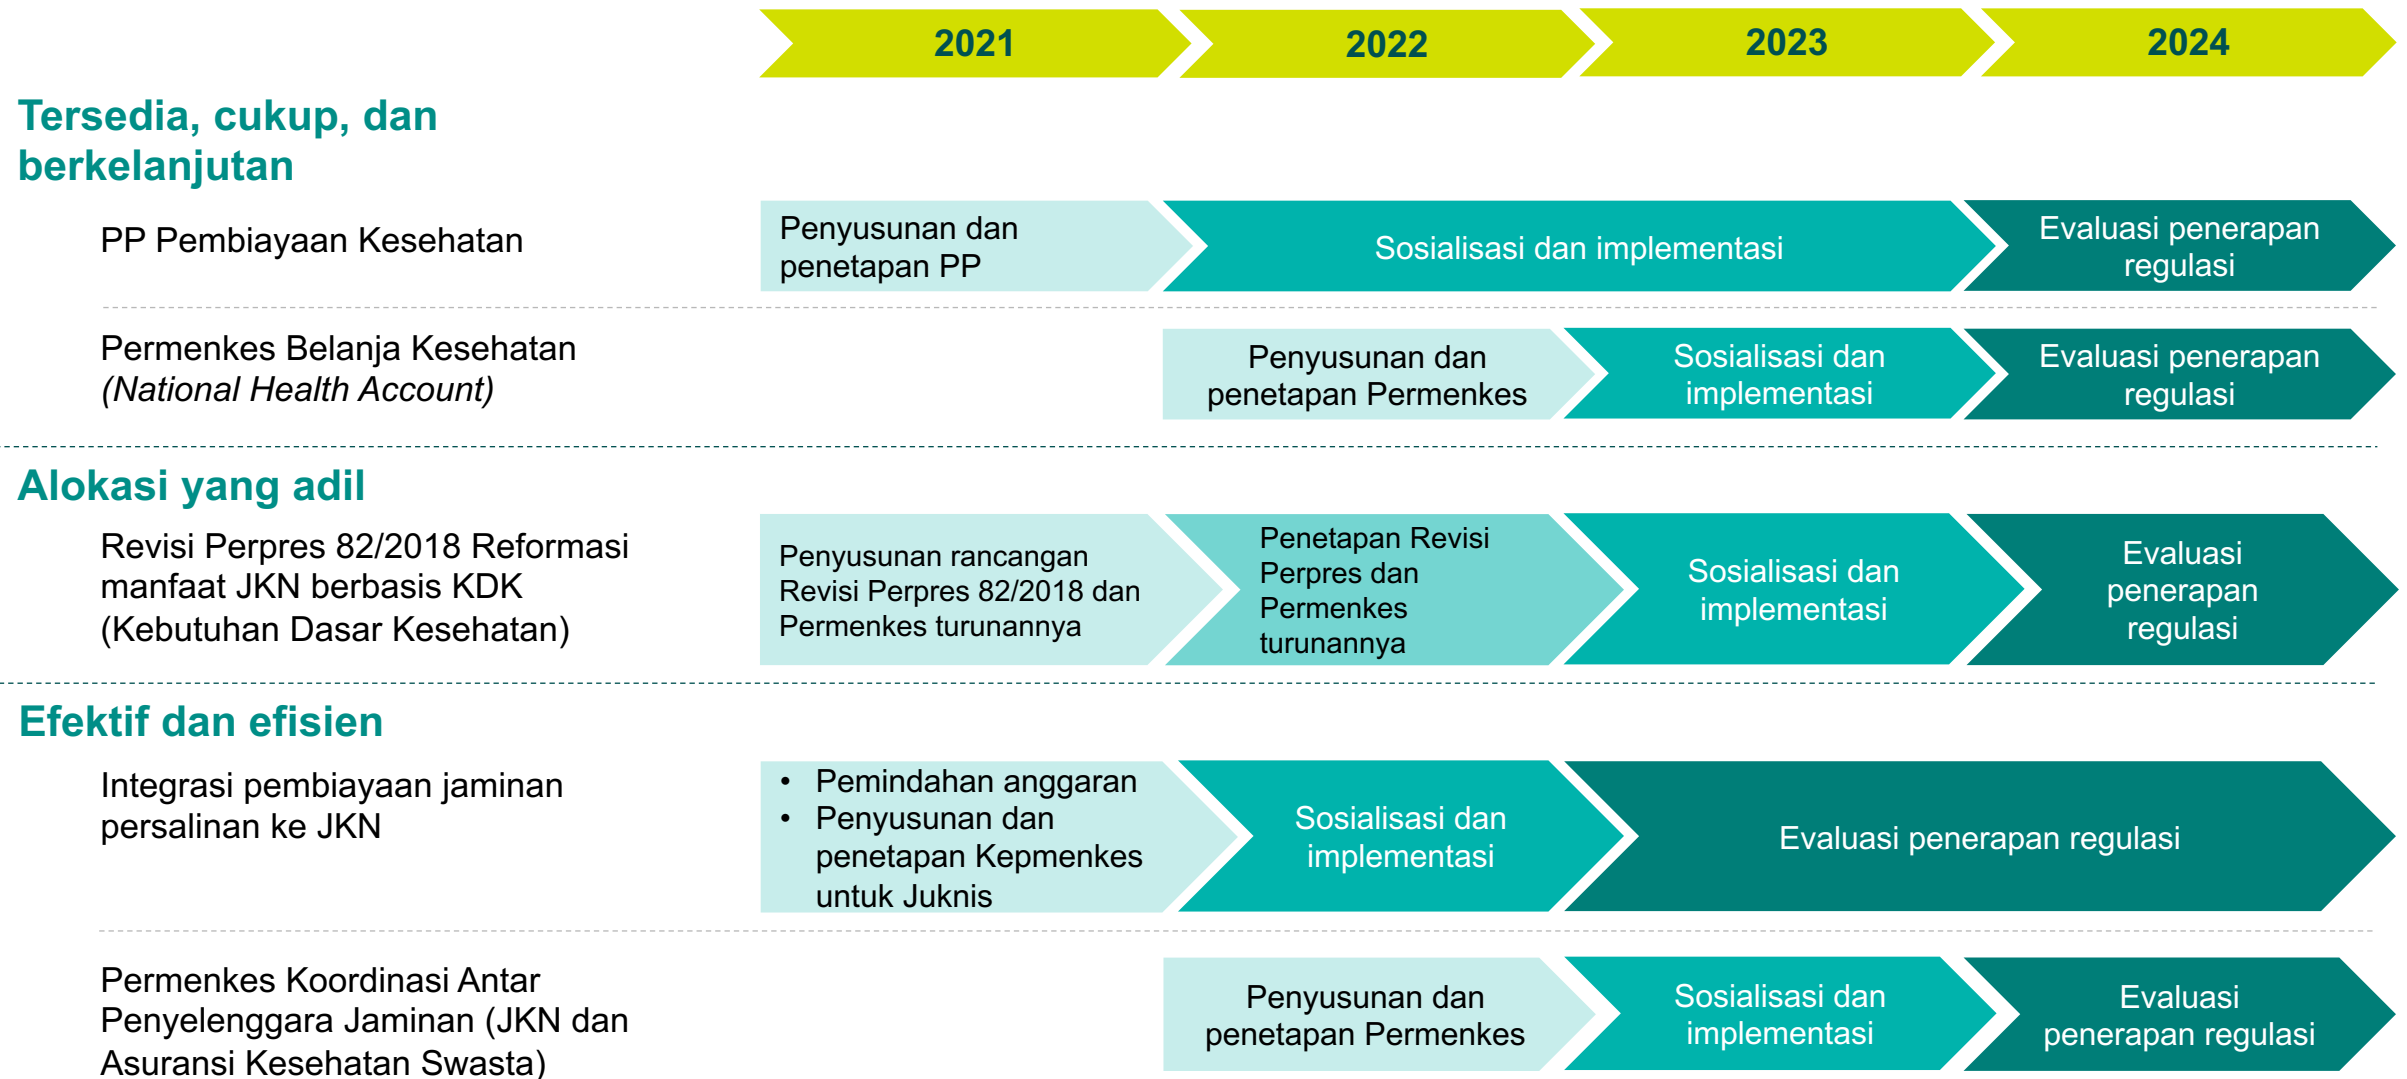 2021
2022
2023
2024
Tersedia, cukup, dan
berkelanjutan
PP Pembiayaan Kesehatan
Penyusunan dan
penetapan PP
Sosialisasi dan implementasi
Evaluasi penerapan
regulasi
Permenkes Belanja Kesehatan
(National Health Account)
Penyusunan dan
penetapan Permenkes
Sosialisasi dan
implementasi
Evaluasi penerapan
regulasi
Alokasi yang adil
Revisi Perpres 82/2018 Reformasi
manfaat JKN berbasis KDK
(Kebutuhan Dasar Kesehatan)
Penyusunan rancangan
Revisi Perpres 82/2018 dan
Permenkes turunannya
Penetapan Revisi
Perpres dan
Permenkes
turunannya
Sosialisasi dan
implementasi
Evaluasi
penerapan
regulasi
Efektif dan efisien
Integrasi pembiayaan jaminan
persalinan ke JKN
• Pemindahan anggaran
• Penyusunan dan
penetapan Kepmenkes
untuk Juknis
Sosialisasi dan
implementasi
Evaluasi penerapan regulasi
Permenkes Koordinasi Antar
Penyelenggara Jaminan (JKN dan
Asuransi Kesehatan Swasta)
Penyusunan dan
penetapan Permenkes
Sosialisasi dan
implementasi
Evaluasi
penerapan regulasi